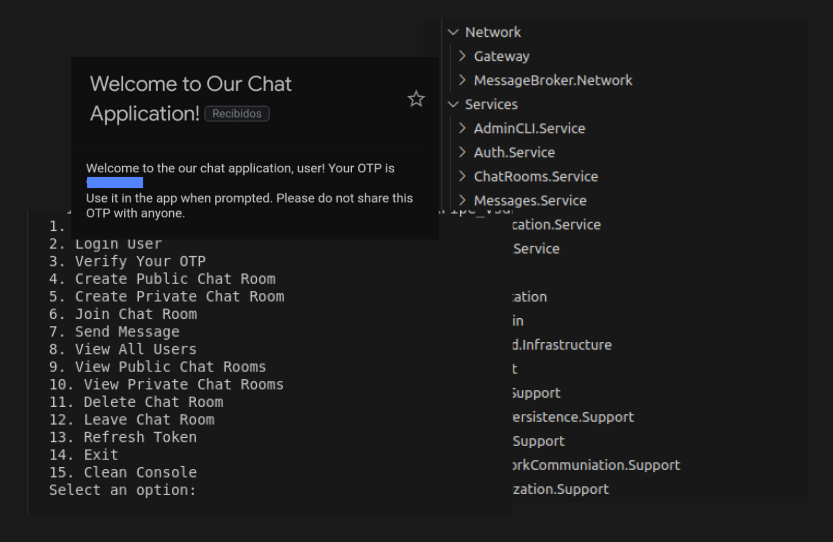 Welcome to Our Chat
Application! Recibidos
Welcome to the our chat application, user! Your OTP is
Use it in the app when prompted. Please do not share this
OTP with anyone.
1.
2. Login User
3. Verify Your OTP
4. Create Public Chat Room
5. Create Private Chat Room
6. Join Chat Room
7. Send Message
8. View All Users
9. View Public Chat Rooms
10. View Private Chat Rooms
11. Delete Chat Room
12. Leave Chat Room
13. Refresh Token
14. Exit
15. Clean Console
Select an option:
Network
Gateway
MessageBroker.Network
Services
AdminCLI.Service
Auth.Service
ChatRooms.Service
Messages.Service
cation.Service
Service
ation
in
d.Infrastructure
t
Support
ersistence.Support
Support
orkCommuniation.Support
zation.Support